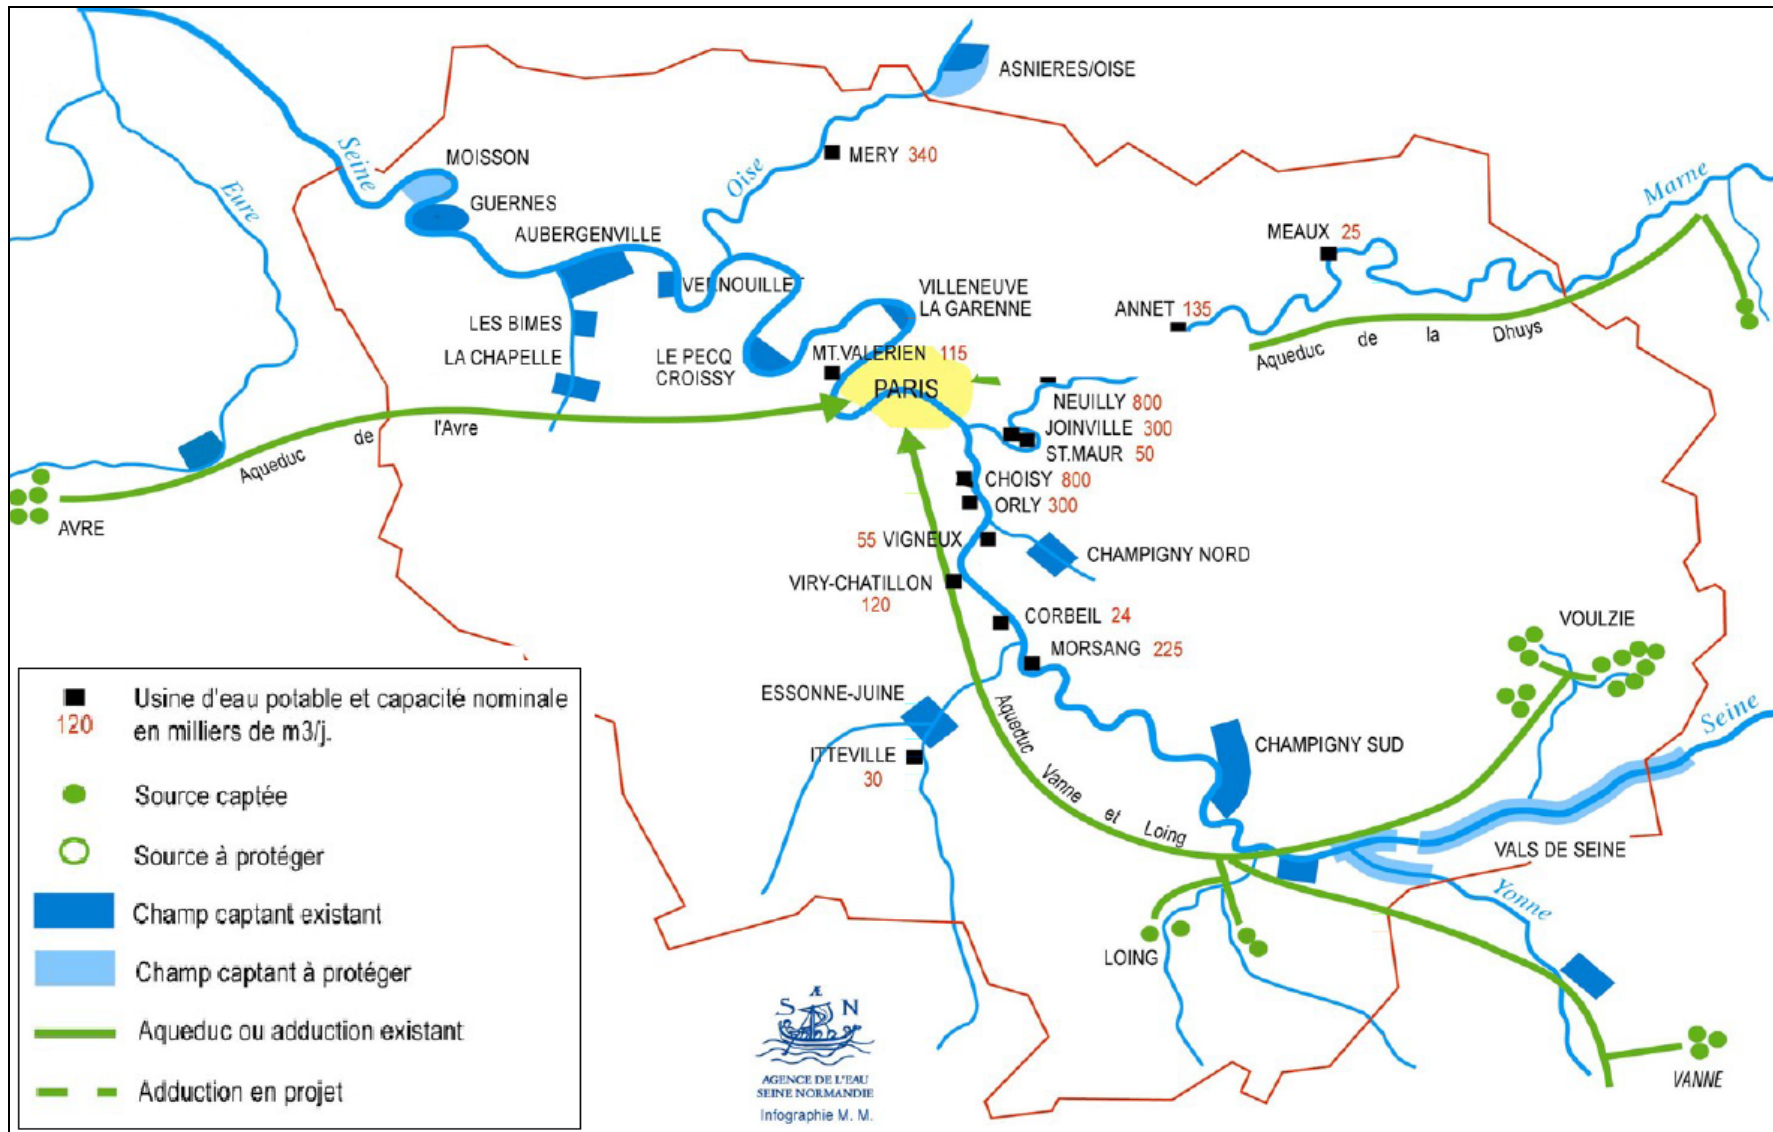 ASNIERES/OISE
Seine
MOISSON
Oise
MERY 340
Eure
GUERNES
Marne
AUBERGENVILLE
MEAUX 25
VERNOUILLET
VILLENEUVE
LA GARENNE
ANNET 135
LES BIMES
Aqueduc de la Dhuys
LA CHAPELLE
LE PECQ
CROISSY
MT.VALERIEN 115
PARIS
NEUILLY 800
JOINVILLE 300
ST.MAUR 50
Aqueduc de l'Avre
CHOISY 800
ORLY 300
AVRE
55 VIGNEUX
CHAMPIGNY NORD
VIRY-CHATILLON
120
CORBEIL 24
MORSANG 225
VOULZIE
ESSONNE-JUINE
Aqueduc Vanne et Loing
Seine
CHAMPIGNY SUD
ITTEVILLE
30
VALS DE SEINE
Yonne
LOING
VANNE
Usine d'eau potable et capacité nominale
120 en milliers de m3/j.
Source captée
Source à protéger
Champ captant existant
Champ captant à protéger
Aqueduc ou adduction existant
Adduction en projet
Æ
S N
AGENCE DE L'EAU
SEINE NORMANDIE
Infographie M. M.